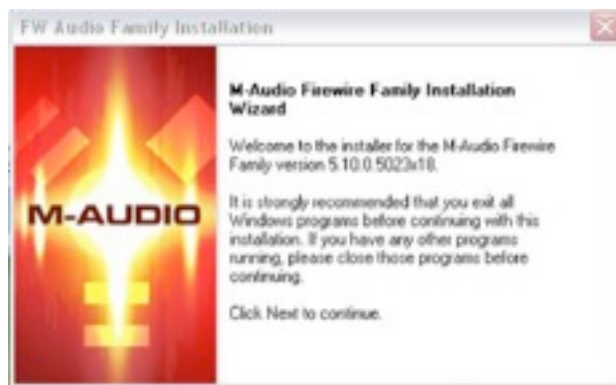 FW Audio Family Installation
M-AUDIO
M-Audio Firewire Family Installation
Wizard
Welcome to the installer for the M-Audio Firewire
Family version 5.10.0.5023v18.
It is strongly recommended that you exit all
Windows programs before continuing with this
installation. If you have any other programs
running, please close those programs before
continuing.
Click Next to continue.